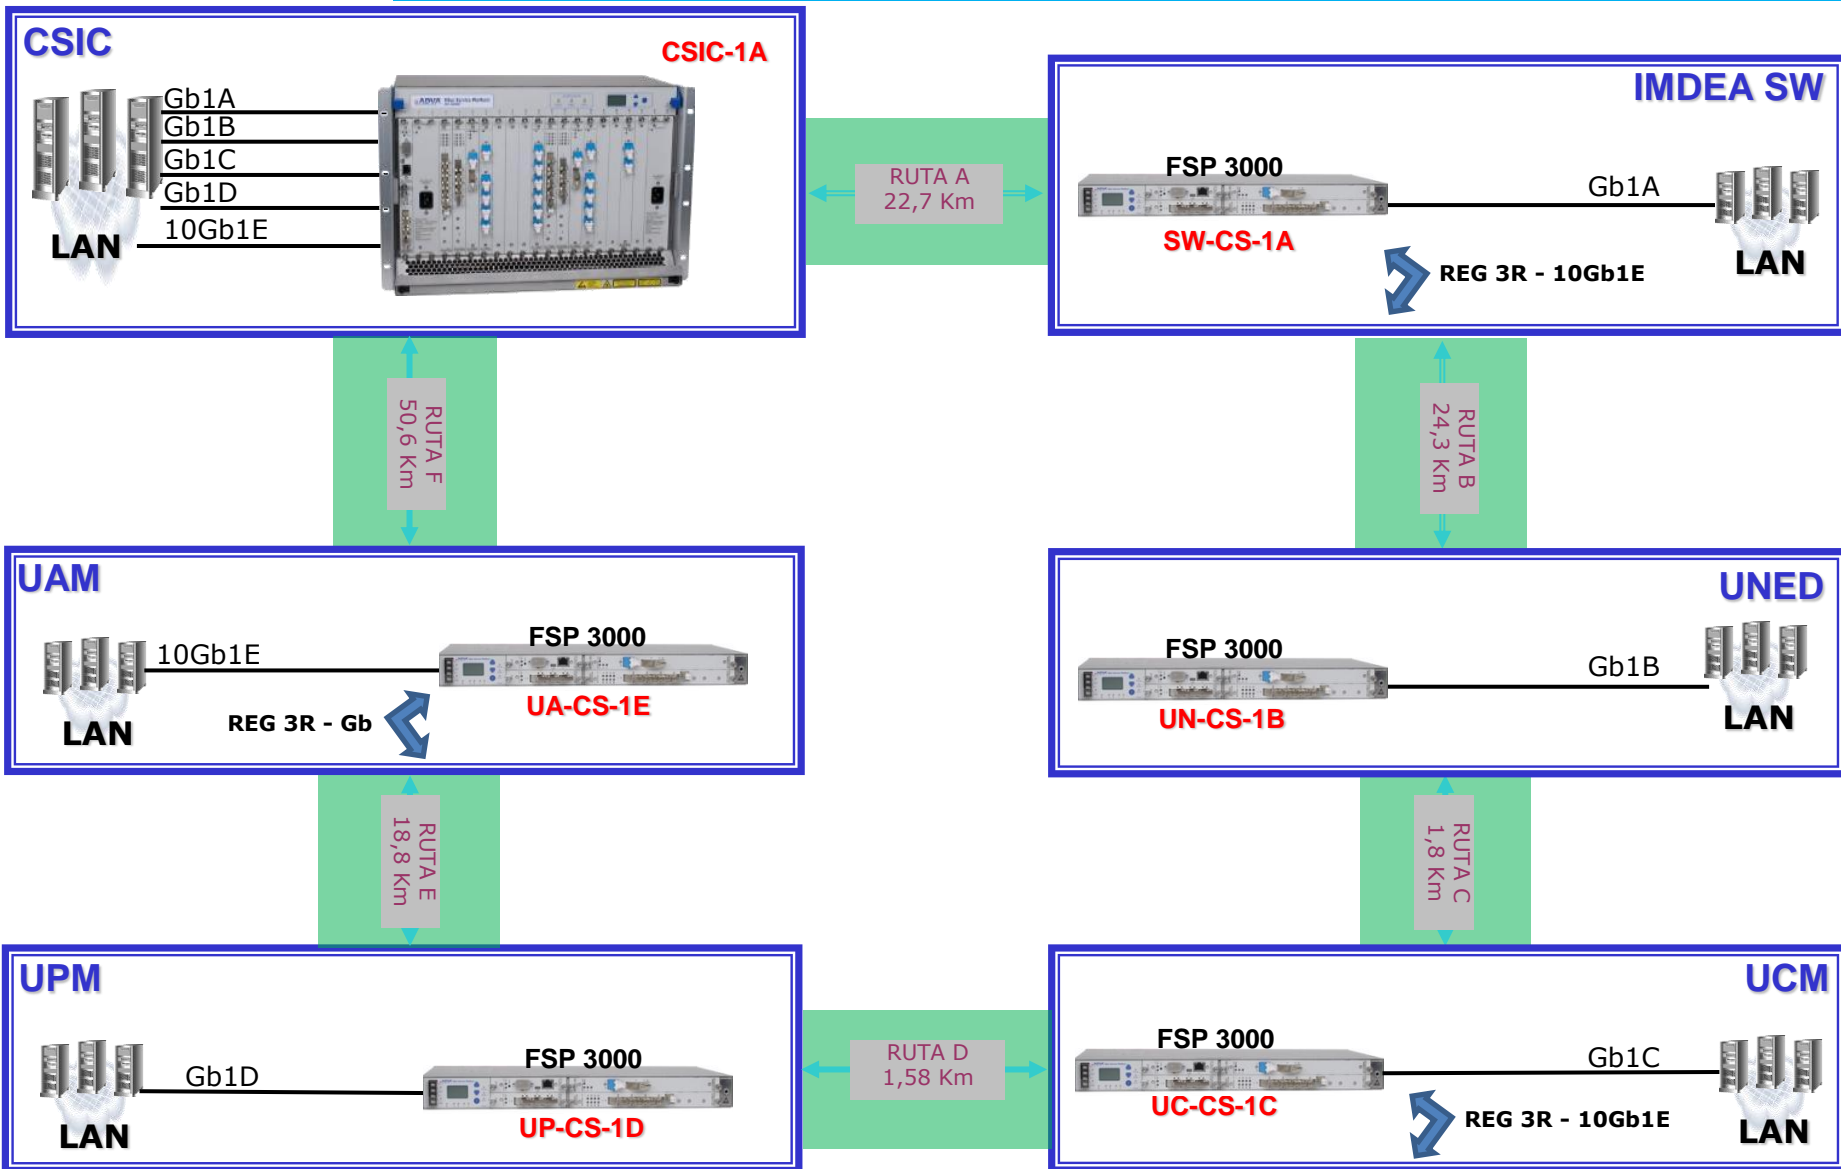 CSIC
CSIC-1A
Gb1A
Gb1B
Gb1C
Gb1D
10Gb1E
LAN
ADVA
RUTA A
22,7 Km
IMDEA SW
FSP 3000
SW-CS-1A
Gb1A
LAN
REG 3R - 10Gb1E
RUTA F
50,6 Km
RUTA B
24,3 Km
UAM
10Gb1E
FSP 3000
UA-CS-1E
REG 3R - Gb
LAN
UNED
FSP 3000
UN-CS-1B
Gb1B
LAN
RUTA E
18,8 Km
RUTA C
1,8 Km
UPM
Gb1D
FSP 3000
UP-CS-1D
LAN
RUTA D
1,58 Km
UCM
FSP 3000
UC-CS-1C
Gb1C
LAN
REG 3R - 10Gb1E